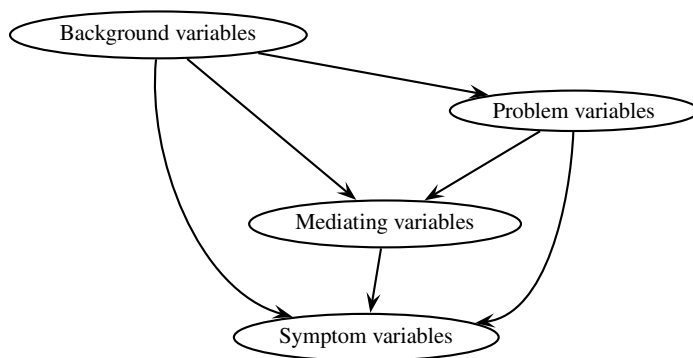 Background variables
Problem variables
Mediating variables
Symptom variables